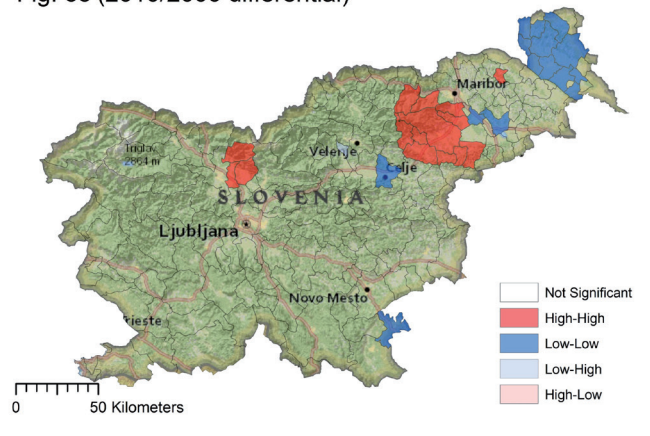 Maribor
Triglav
2864 m
Velenje
Celje
SLOVENIA
Ljubljana
Novo Mesto
rieste
Not Significant
High-High
Low-Low
Low-High
High-Low
0 50 Kilometers